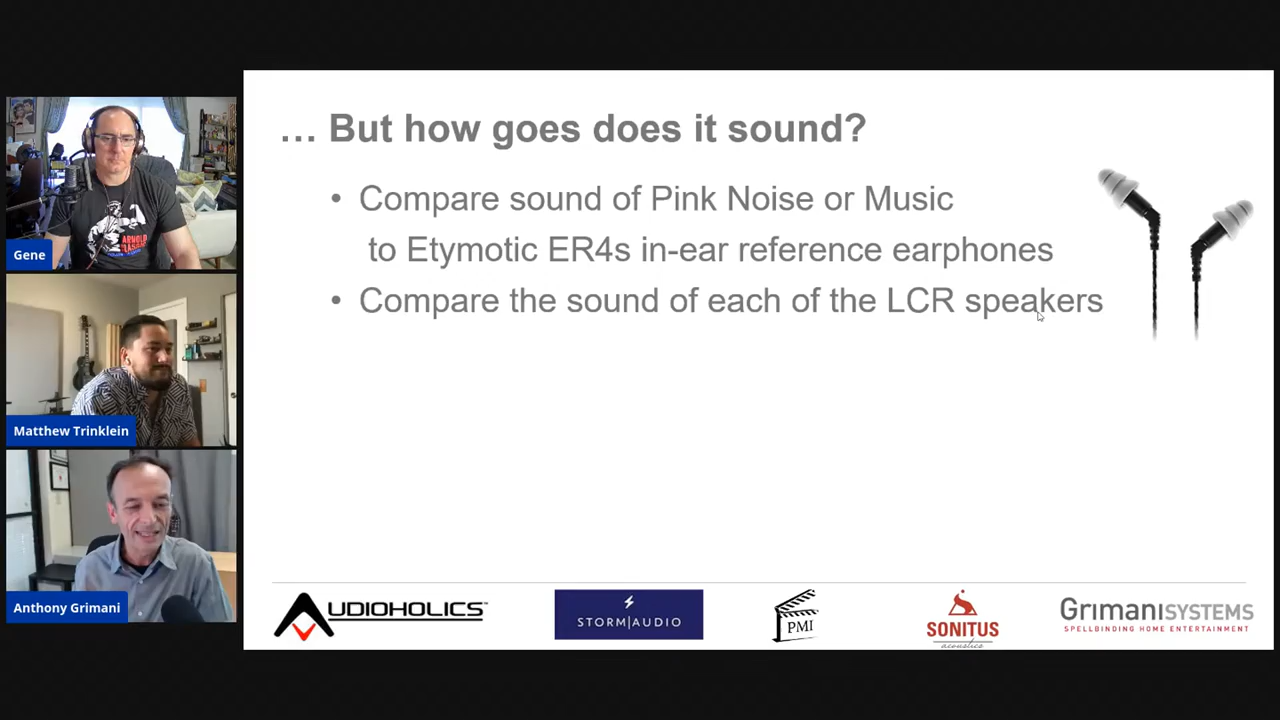 … But how goes does it sound?
• Compare sound of Pink Noise or Music
to Etymotic ER4s in-ear reference earphones
• Compare the sound of each of the LCR speakers
Gene
Matthew Trinklein
Anthony Grimani
AUDIOHOLICS
STORM|AUDIO
PMI
SONITUS
acoustics
GRIMANISYSTEMS
SPELLBINDING HOME ENTERTAINMENT